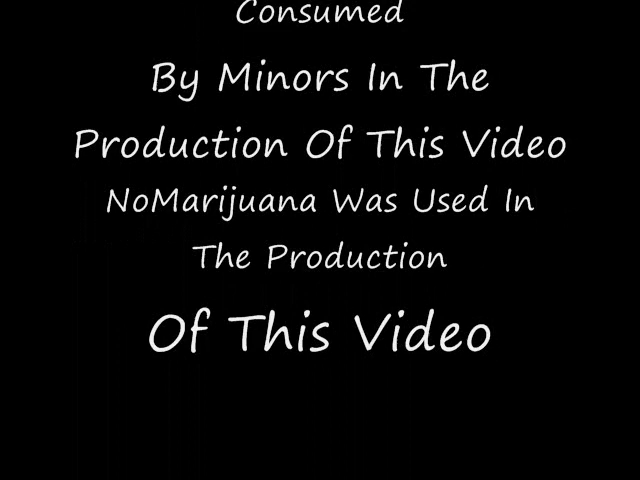 Consumed
By Minors In The
Production Of This Video
NoMarijuana Was Used In
The Production
Of This Video